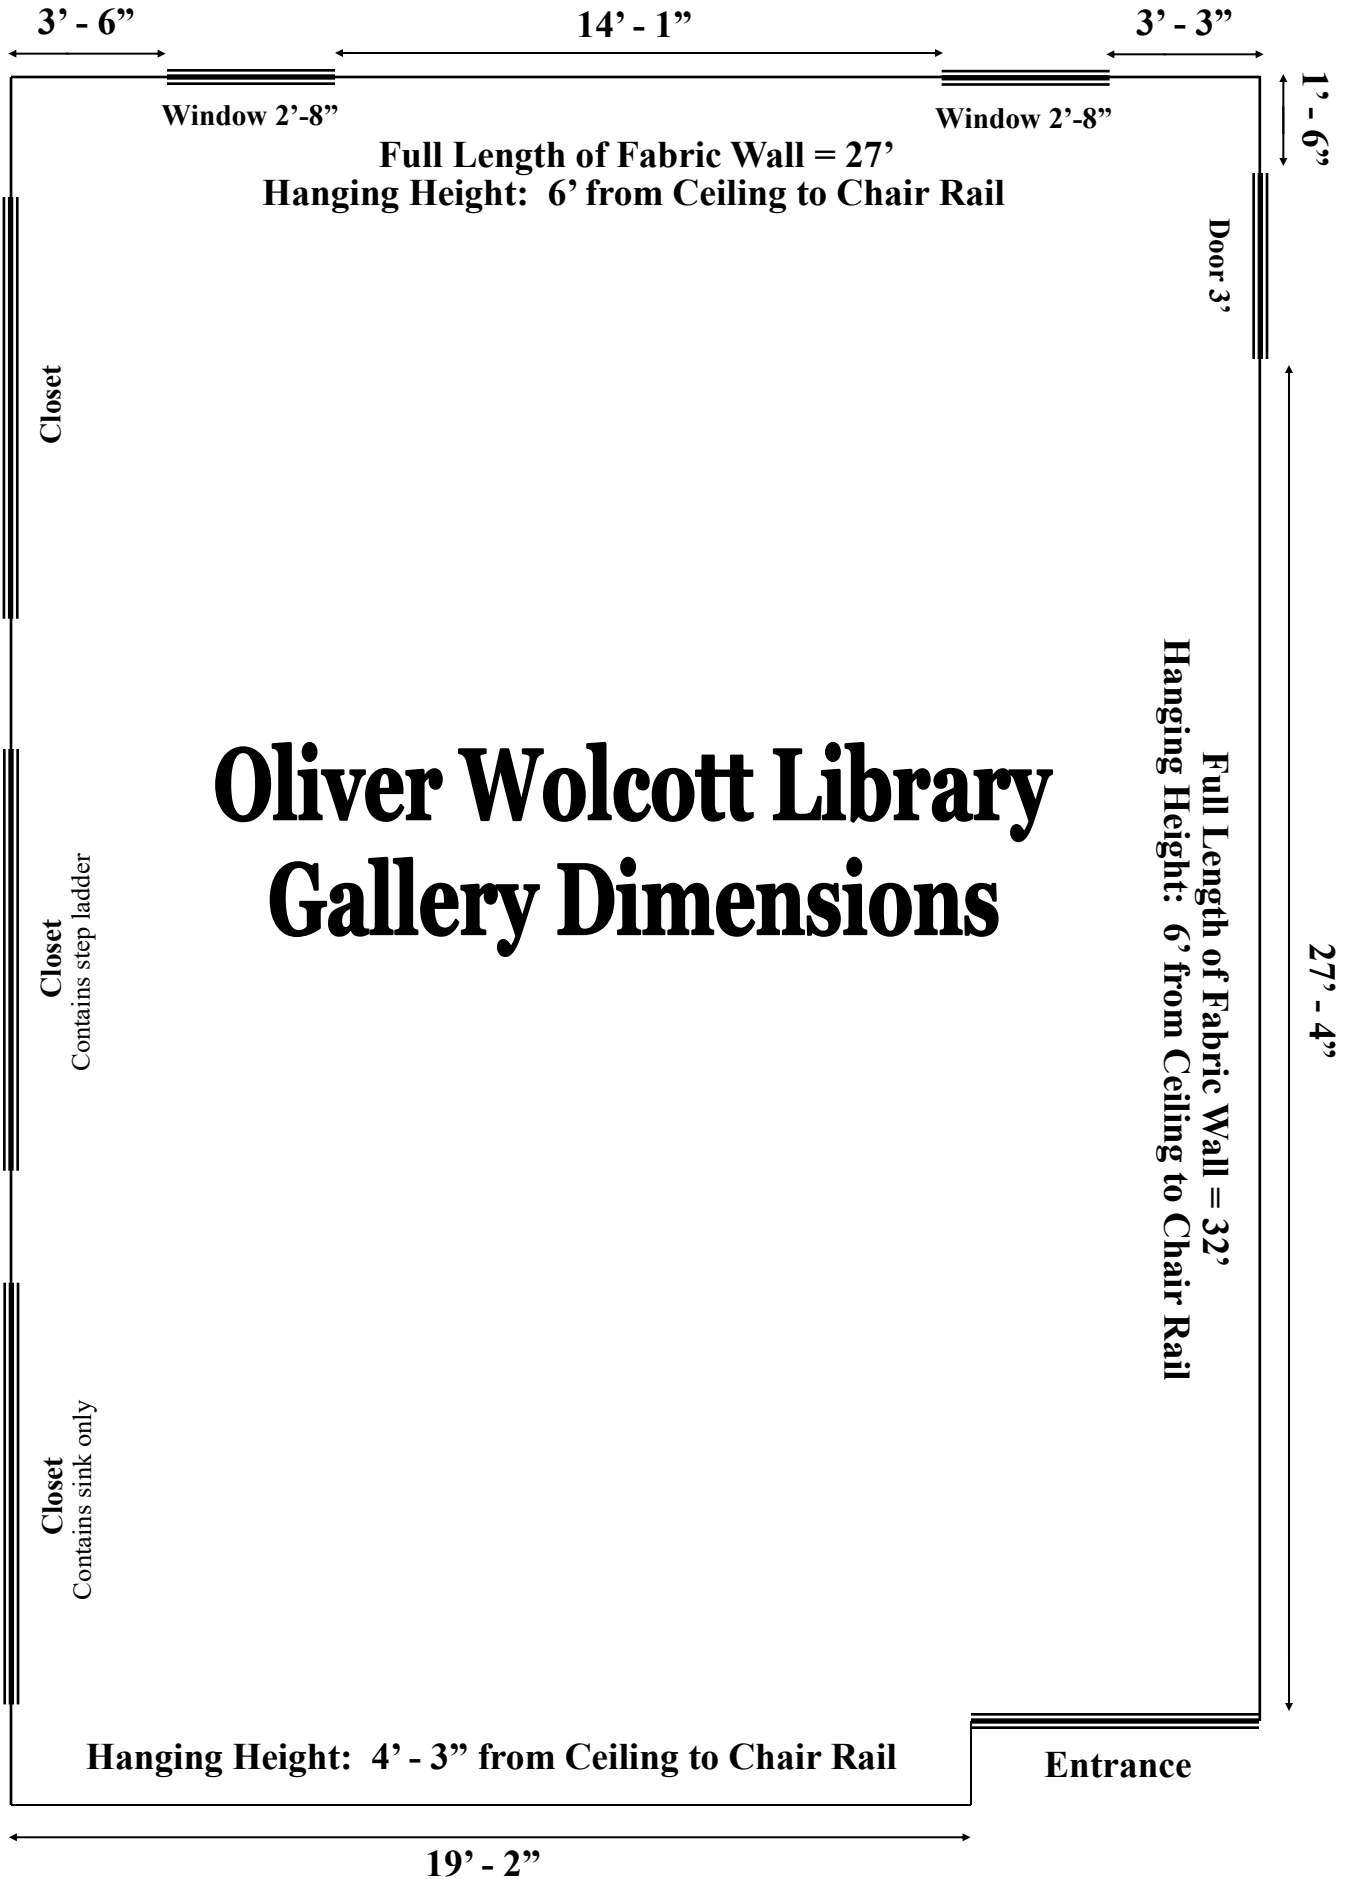 3’ - 6”
14’ - 1”
3’ - 3”
1’ - 6”
Window 2’-8”
Window 2’-8”
Full Length of Fabric Wall = 27’
Hanging Height:  6’ from Ceiling to Chair Rail
Door 3’
Closet
Oliver Wolcott Library
Gallery Dimensions
Full Length of Fabric Wall = 32’
Hanging Height:  6’ from Ceiling to Chair Rail
27’ - 4”
Closet
Contains step ladder
Closet
Contains sink only
Hanging Height:  4’ - 3” from Ceiling to Chair Rail
Entrance
19’ - 2”